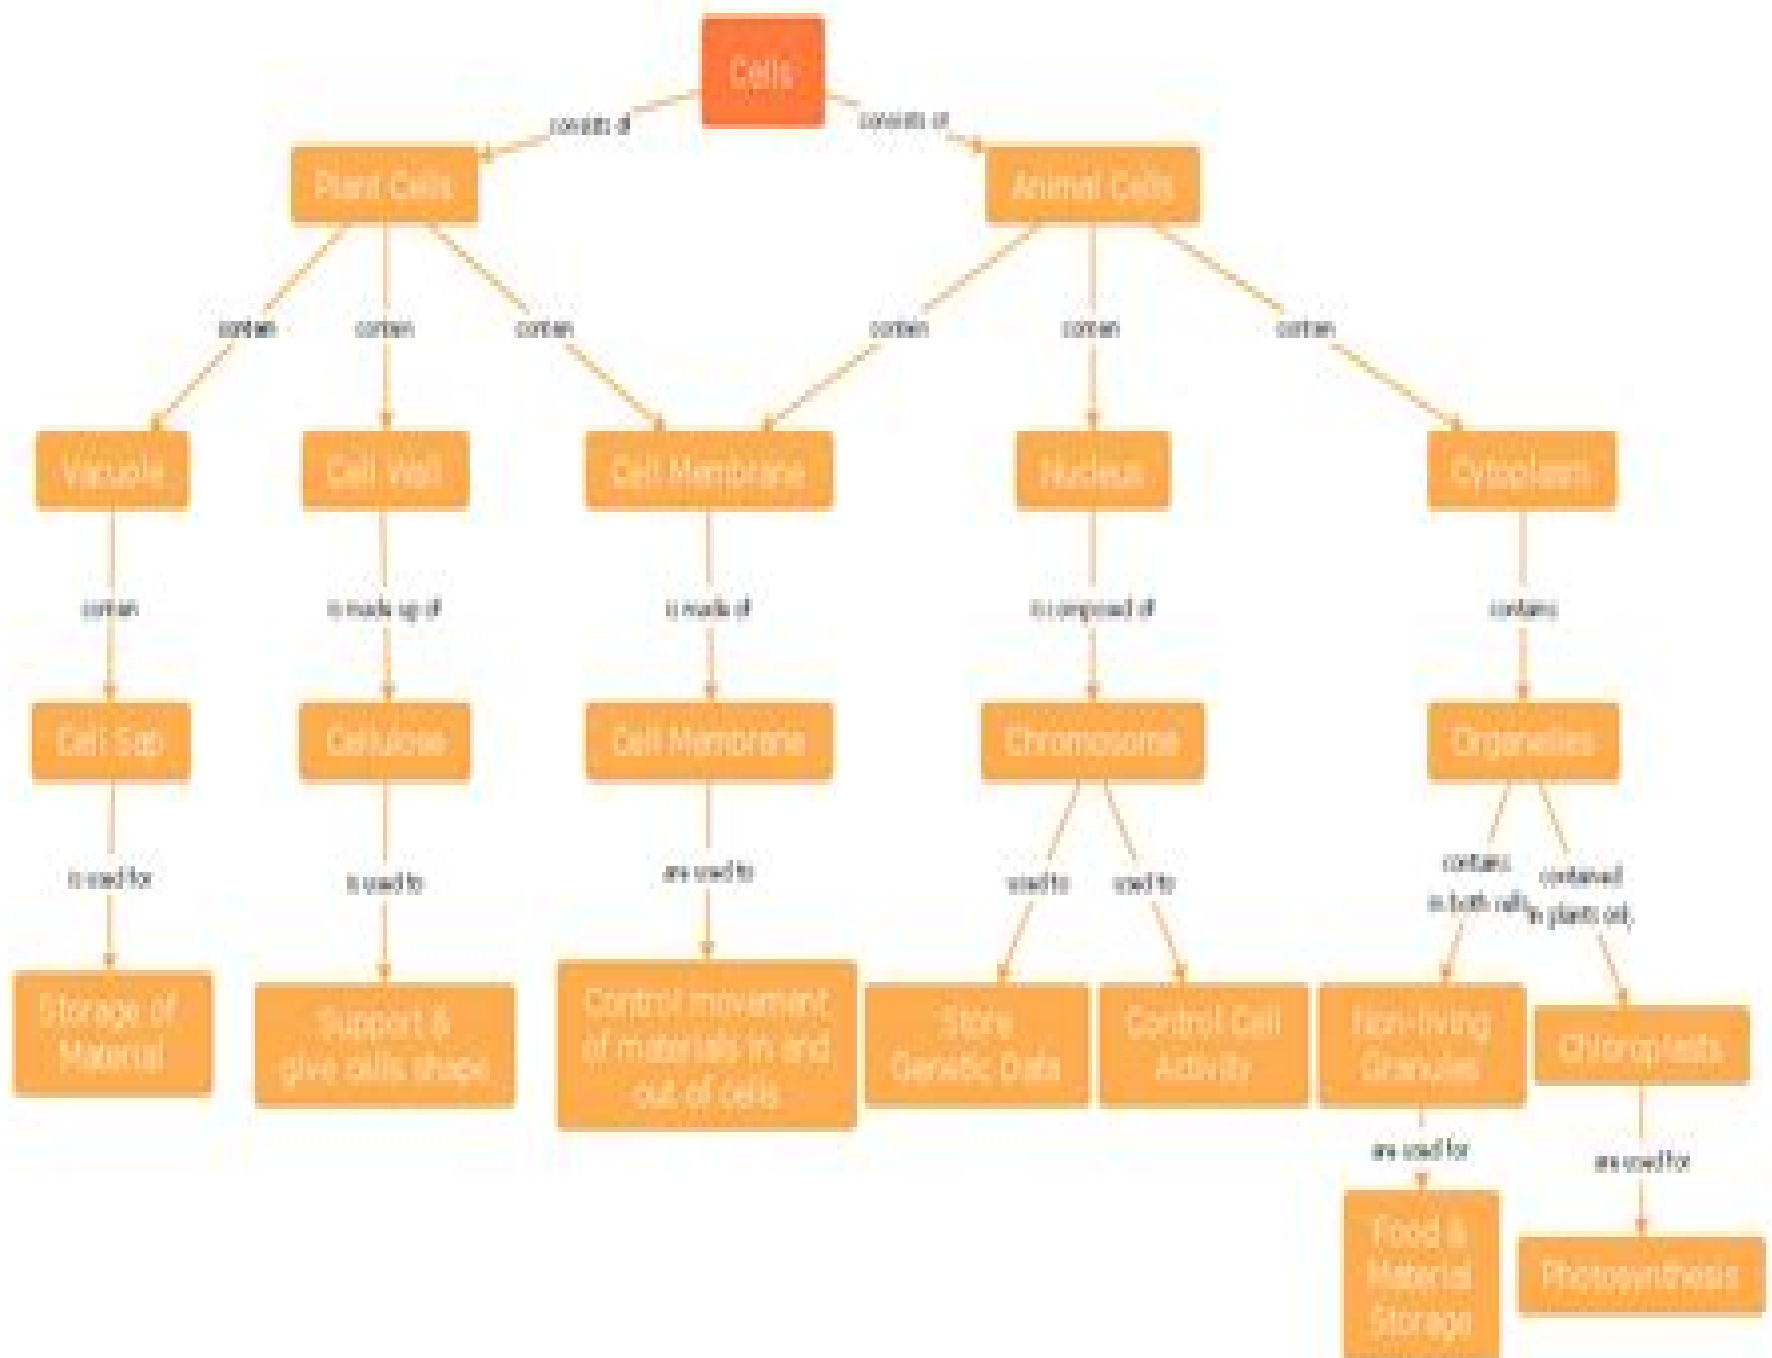 Cells
consists of
consists of
Plant Cells
Animal Cells
contain
contain
contain
contain
contain
contain
Vacuole
Cell Wall
Cell Membrane
Nucleus
Cytoplasm
contain
is made up of
is made of
is composed of
contains
Cell Sap
Cellulose
Cell Membrane
Chromosome
Organelles
is used for
is used to
are used to
used to
used to
contains
in both cells
contained
in plants only
Storage of
Material
Support &
give cells shape
Control movement
of materials in and
out of cells
Store
Genetic Data
Control Cell
Activity
Non-living
Granules
Chloroplasts
are used for
are used for
Food &
Material
Storage
Photosynthesis